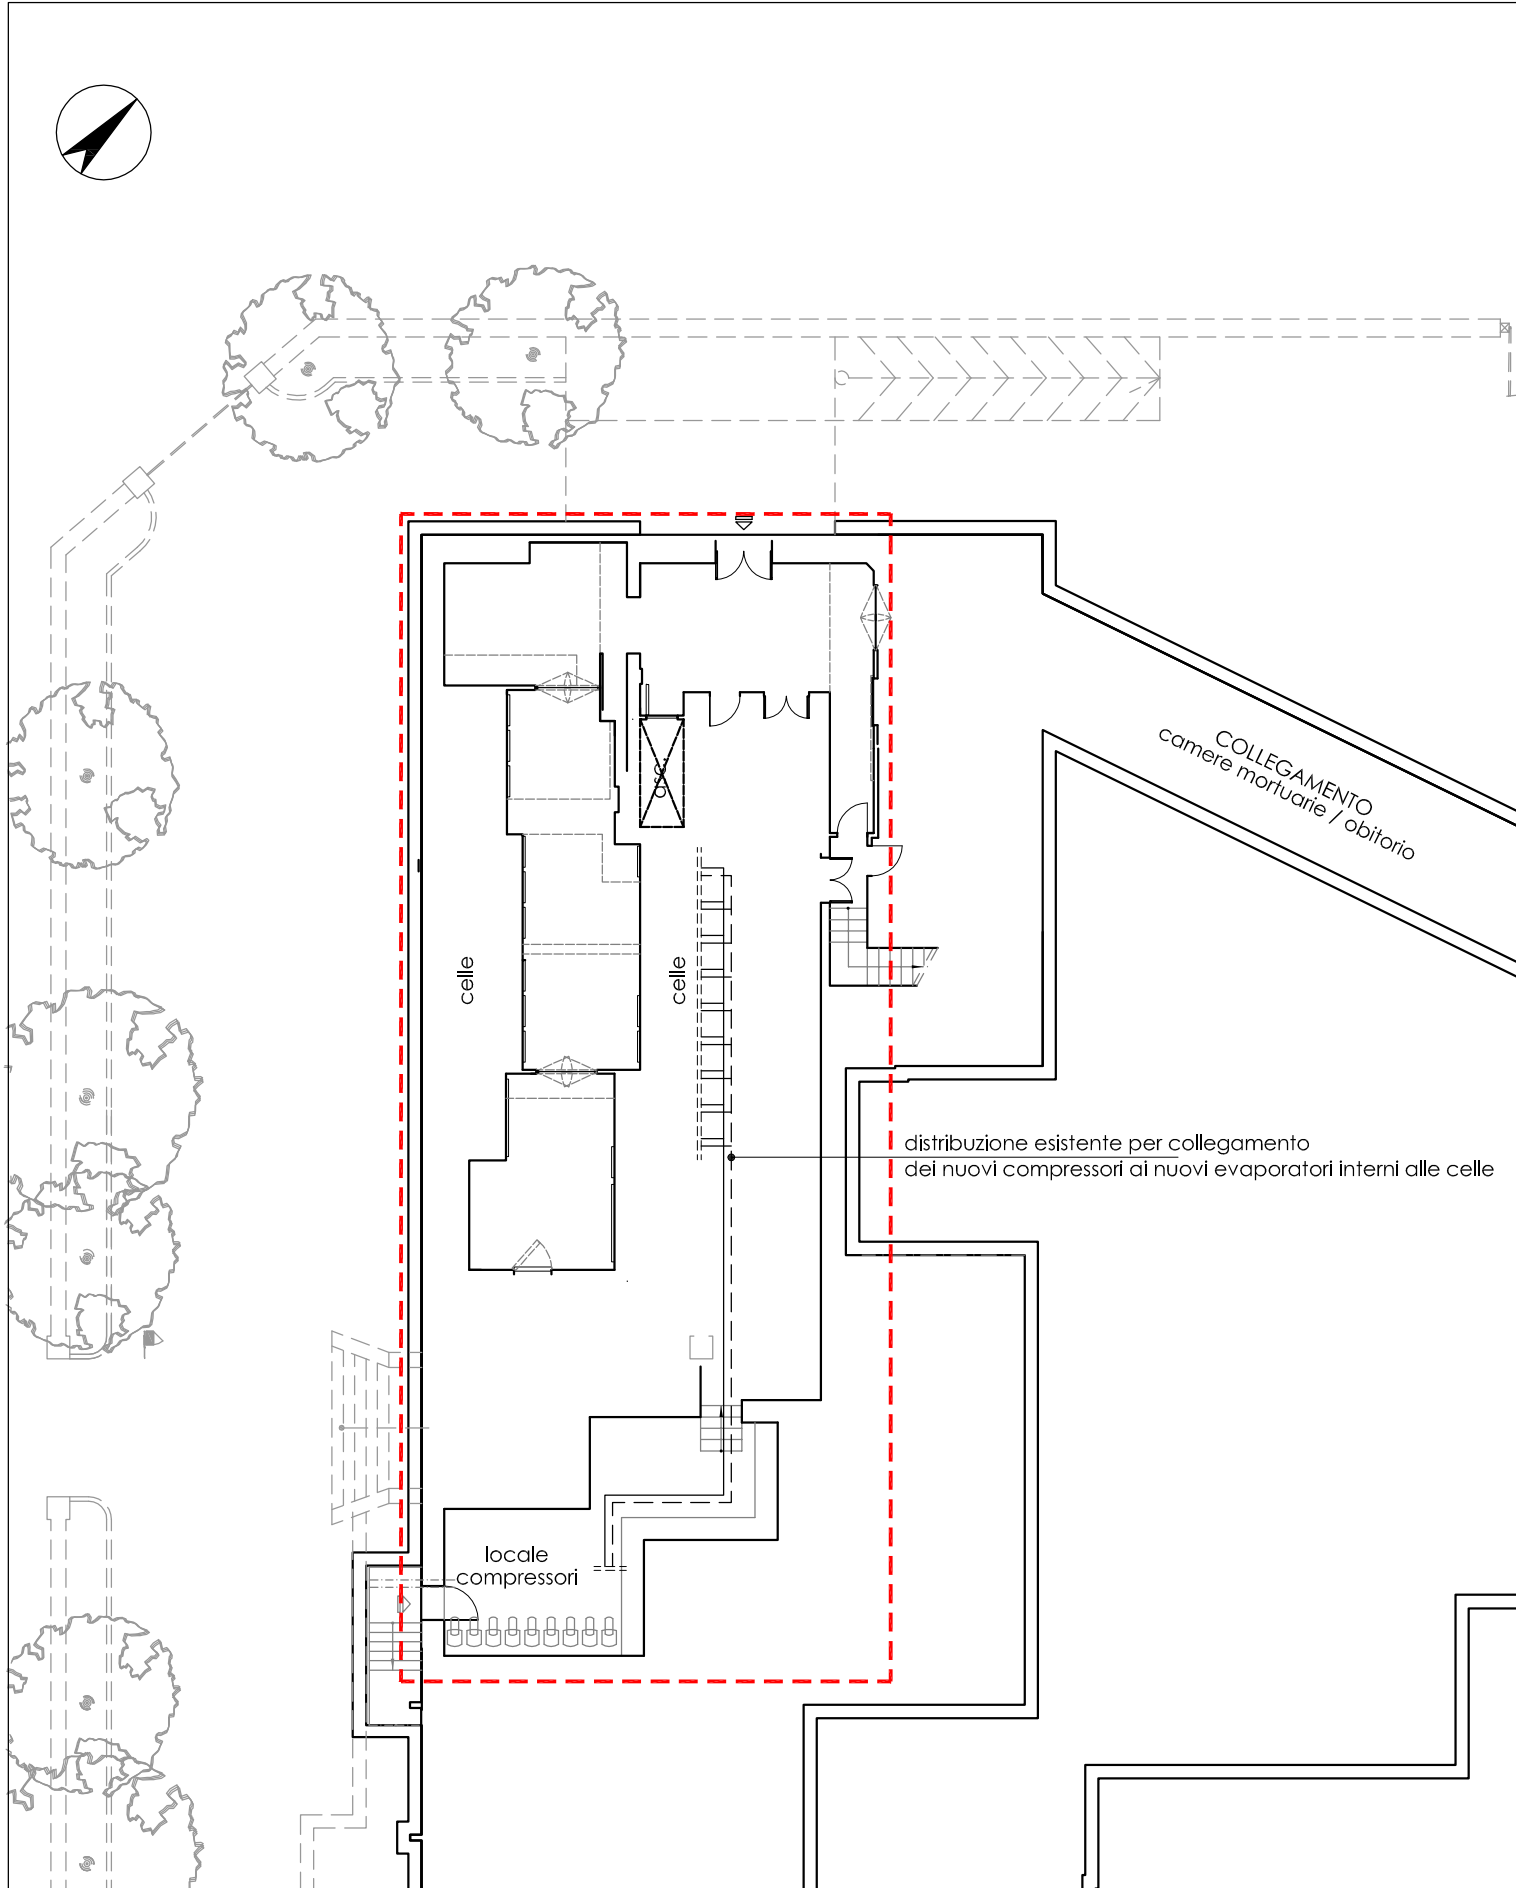 COLLEGAMENTO
camere mortuarie / obitorio
asc.
celle
celle
distribuzione esistente per collegamento
dei nuovi compressori ai nuovi evaporatori interni alle celle
locale
compressori